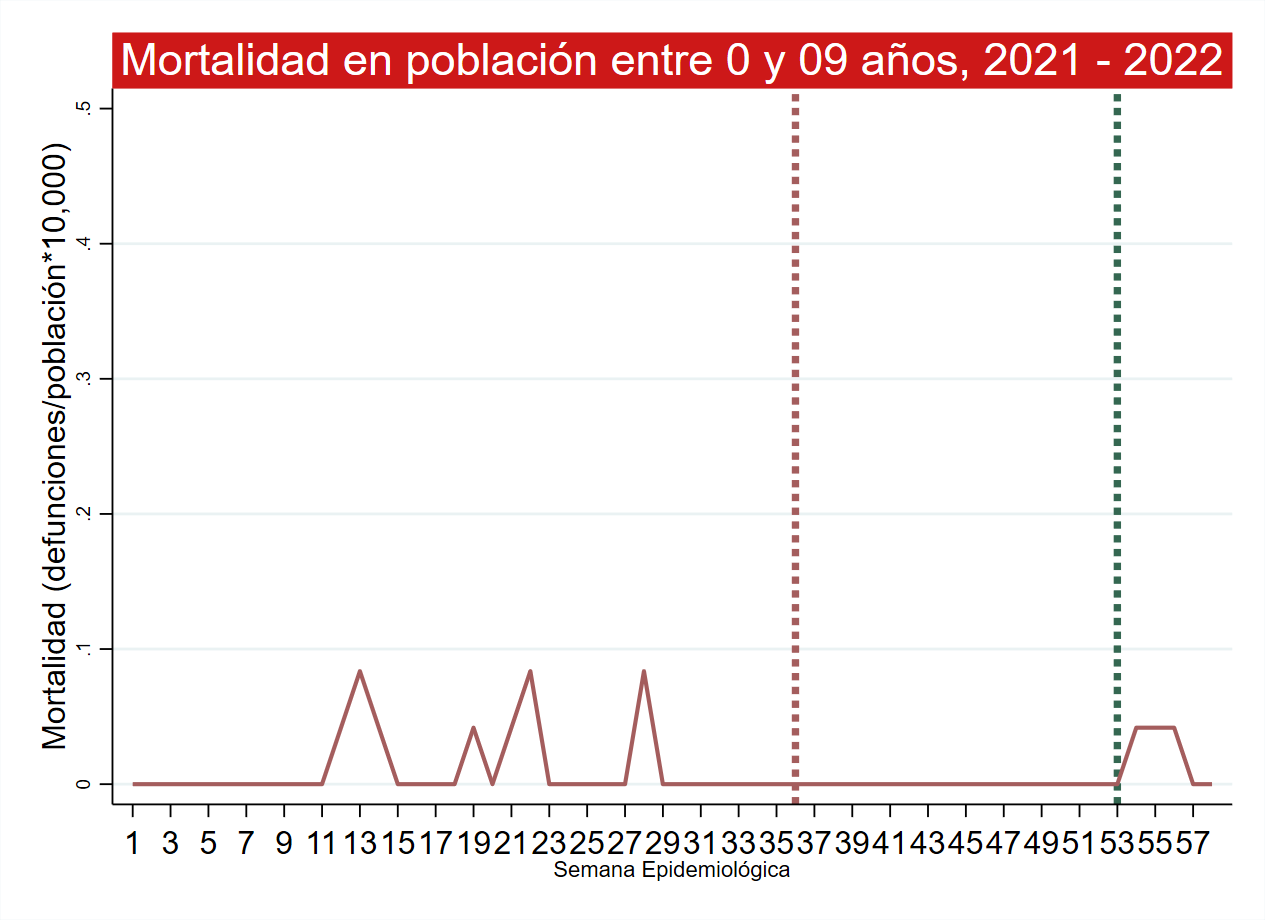 Mortalidad en población entre 0 y 09 años, 2021 - 2022
Mortalidad (defunciones/población*10,000)
.5
.4
.3
.2
.1
0
1 3 5 7 9 11 13 15 17 19 21 23 25 27 29 31 33 35 37 39 41 43 45 47 49 51 53 55 57
Semana Epidemiológica